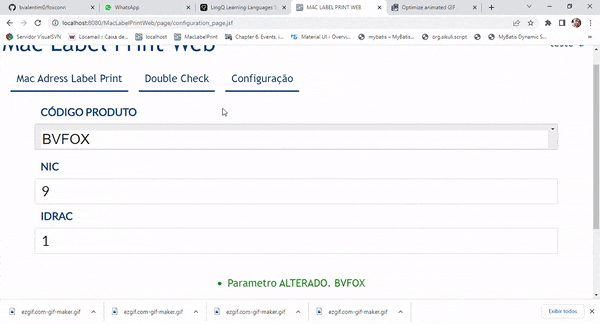 bvalentim0/foxconn
WhatsApp
LingQ Learning Languages S
MAC LABEL PRINT WEB
Optimize animated GIF
localhost:8080/MacLabelPrintWeb/page/configuration_page.jsf
Servidor VisualSVN
Locamail :: Caixa de...
localhost
MacLabelPrint
Chapter 6. Events, I...
Material UI - Overvi...
mybatis – MyBatis...
org.sikuli.script
MyBatis Dynamic S...
Mac Label Print Web
teste
Mac Adress Label Print
Double Check
Configuração
CÓDIGO PRODUTO
BVFOX
NIC
9
IDRAC
1
• Parametro ALTERADO. BVFOX
ezgif.com-gif-maker.gif
ezgif.com-gif-maker.gif
ezgif.com-gif-maker.gif
ezgif.com-gif-maker.gif
Exibir todos